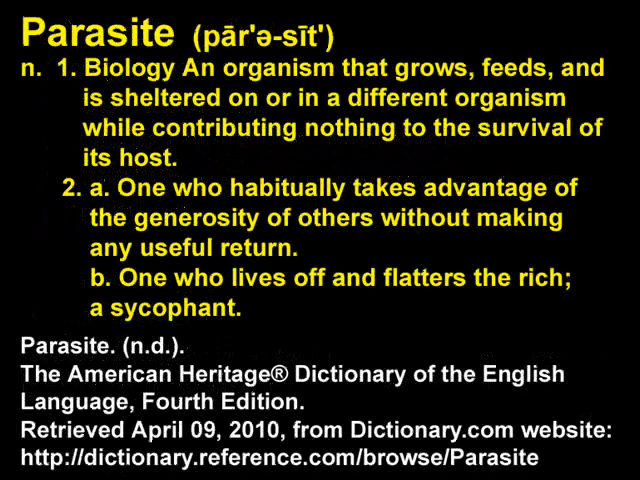 Parasite (pār'ə-sīt')
n. 1. Biology An organism that grows, feeds, and
is sheltered on or in a different organism
while contributing nothing to the survival of
its host.
2. a. One who habitually takes advantage of
the generosity of others without making
any useful return.
b. One who lives off and flatters the rich;
a sycophant.
Parasite. (n.d.).
The American Heritage® Dictionary of the English
Language, Fourth Edition.
Retrieved April 09, 2010, from Dictionary.com website:
http://dictionary.reference.com/browse/Parasite